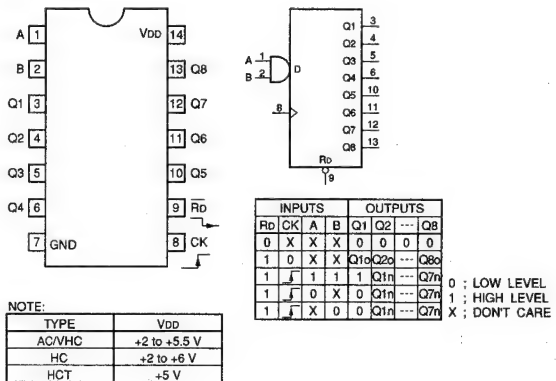 A 1
B 2
Q1 3
Q2 4
Q3 5
Q4 6
7 GND
VDD 14
13 Q8
12 Q7
11 Q6
10 Q5
9 R̅D̅
8 CK
A 1
B 2
D
8
Q1 3
Q2 4
Q3 5
Q4 6
Q5 10
Q6 11
Q7 12
Q8 13
RD
9
INPUTS OUTPUTS
RD CK A B Q1 Q2 --- Q8
0 X X X 0 0 0 0
1 0 X X Q1o Q2o --- Q8o
1 1 1 1 Q1n --- Q7n
1 0 X 0 Q1n --- Q7n
1 X 0 0 Q1n --- Q7n
0 ; LOW LEVEL
1 ; HIGH LEVEL
X ; DON'T CARE
NOTE:
TYPE VDD
AC/VHC +2 to +5.5 V
HC +2 to +6 V
HCT +5 V